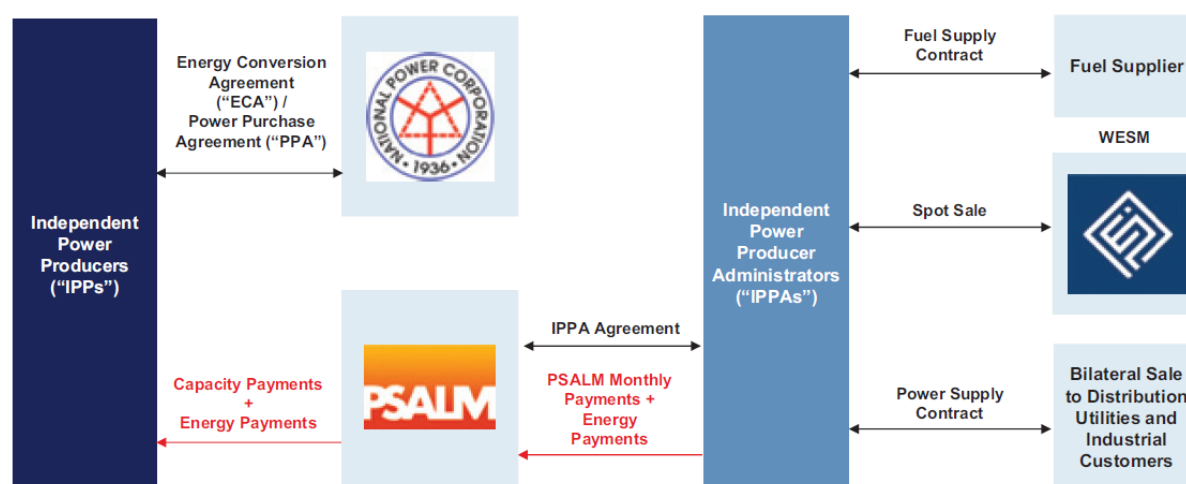 Independent
Power
Producers
(“IPPs”)
Energy Conversion
Agreement
(“ECA”) /
Power Purchase
Agreement (“PPA”)
NATIONAL POWER CORPORATION
• 1936 •
Capacity Payments
+
Energy Payments
PSALM
IPPA Agreement
PSALM Monthly
Payments +
Energy
Payments
Independent
Power
Producer
Administrators
(“IPPAs”)
Fuel Supply
Contract
Fuel Supplier
WESM
Spot Sale
Power Supply
Contract
Bilateral Sale
to Distribution
Utilities and
Industrial
Customers